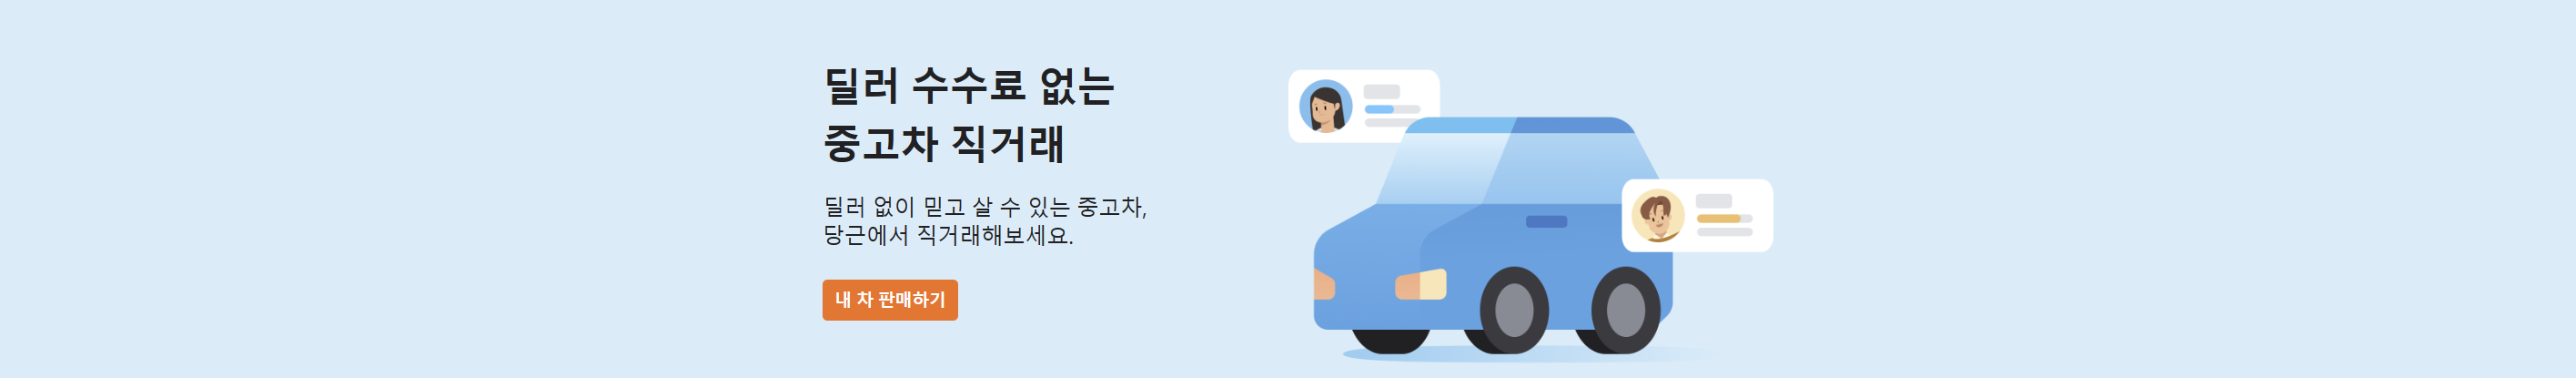 딜러 수수료 없는
중고차 직거래
딜러 없이 믿고 살 수 있는 중고차,
당근에서 직거래해보세요.
내 차 판매하기